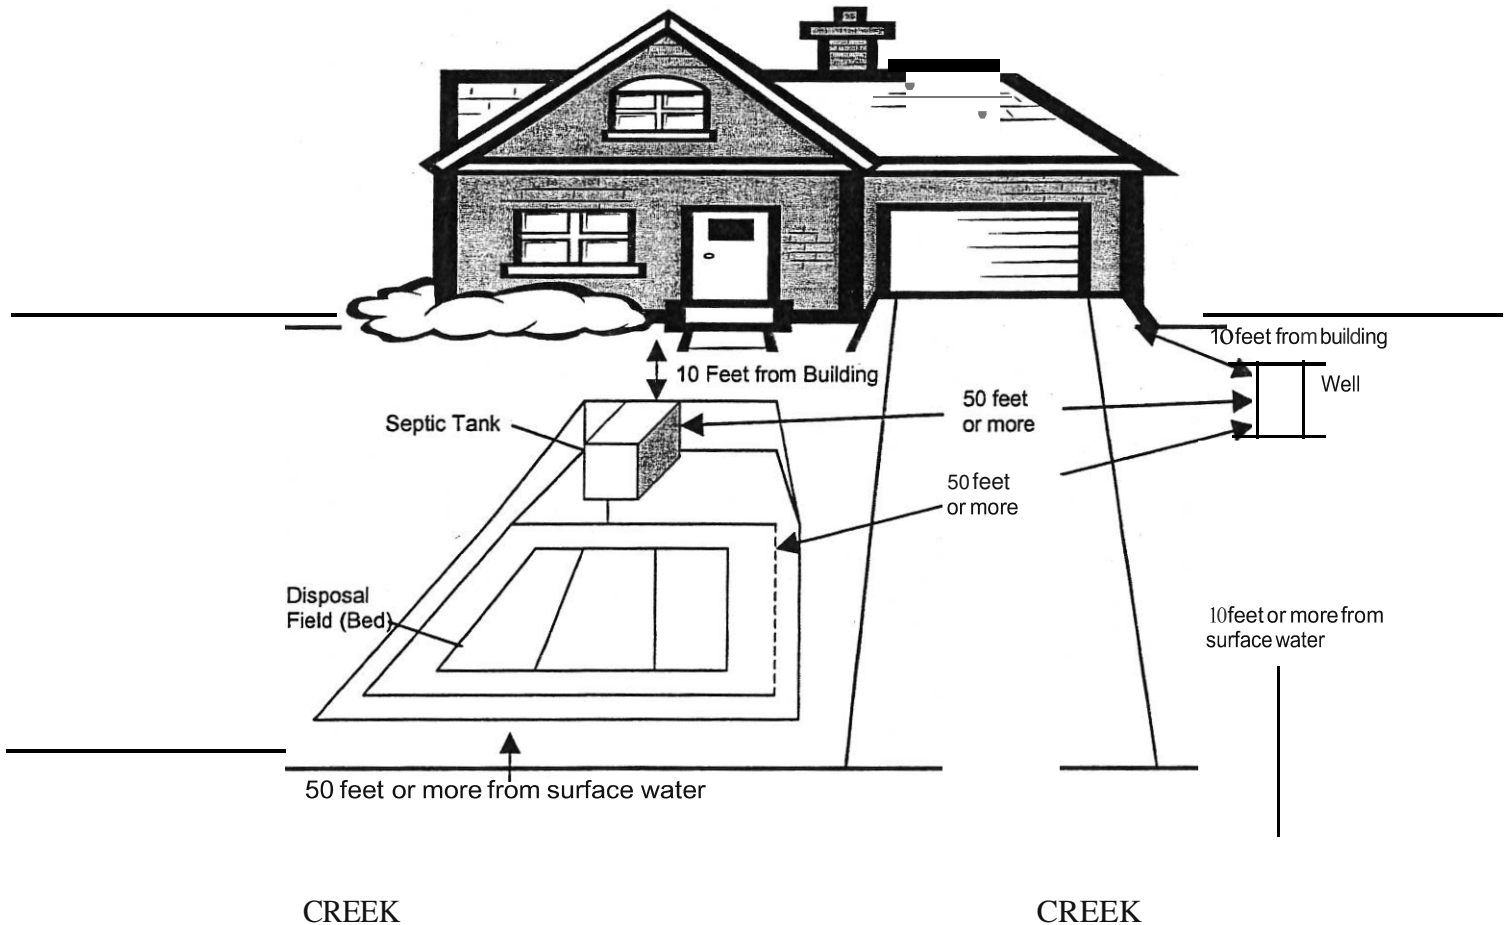 10 feet from building
10 Feet from Building
Well
50 feet
or more
Septic Tank
50 feet
or more
Disposal
Field (Bed)
10 feet or more from
surface water
50 feet or more from surface water
CREEK
CREEK